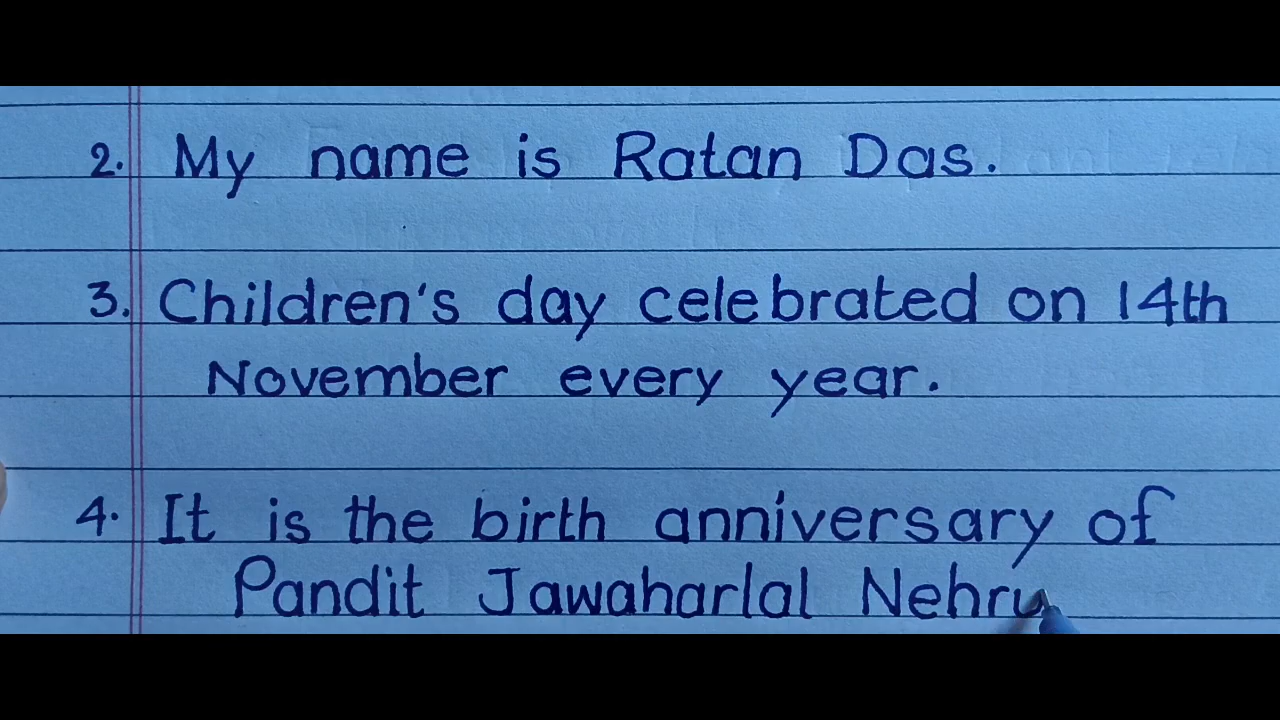 2. My name is Ratan Das.
3. Children's day celebrated on 14th
November every year.
4. It is the birth anniversary of
Pandit Jawaharlal Nehru